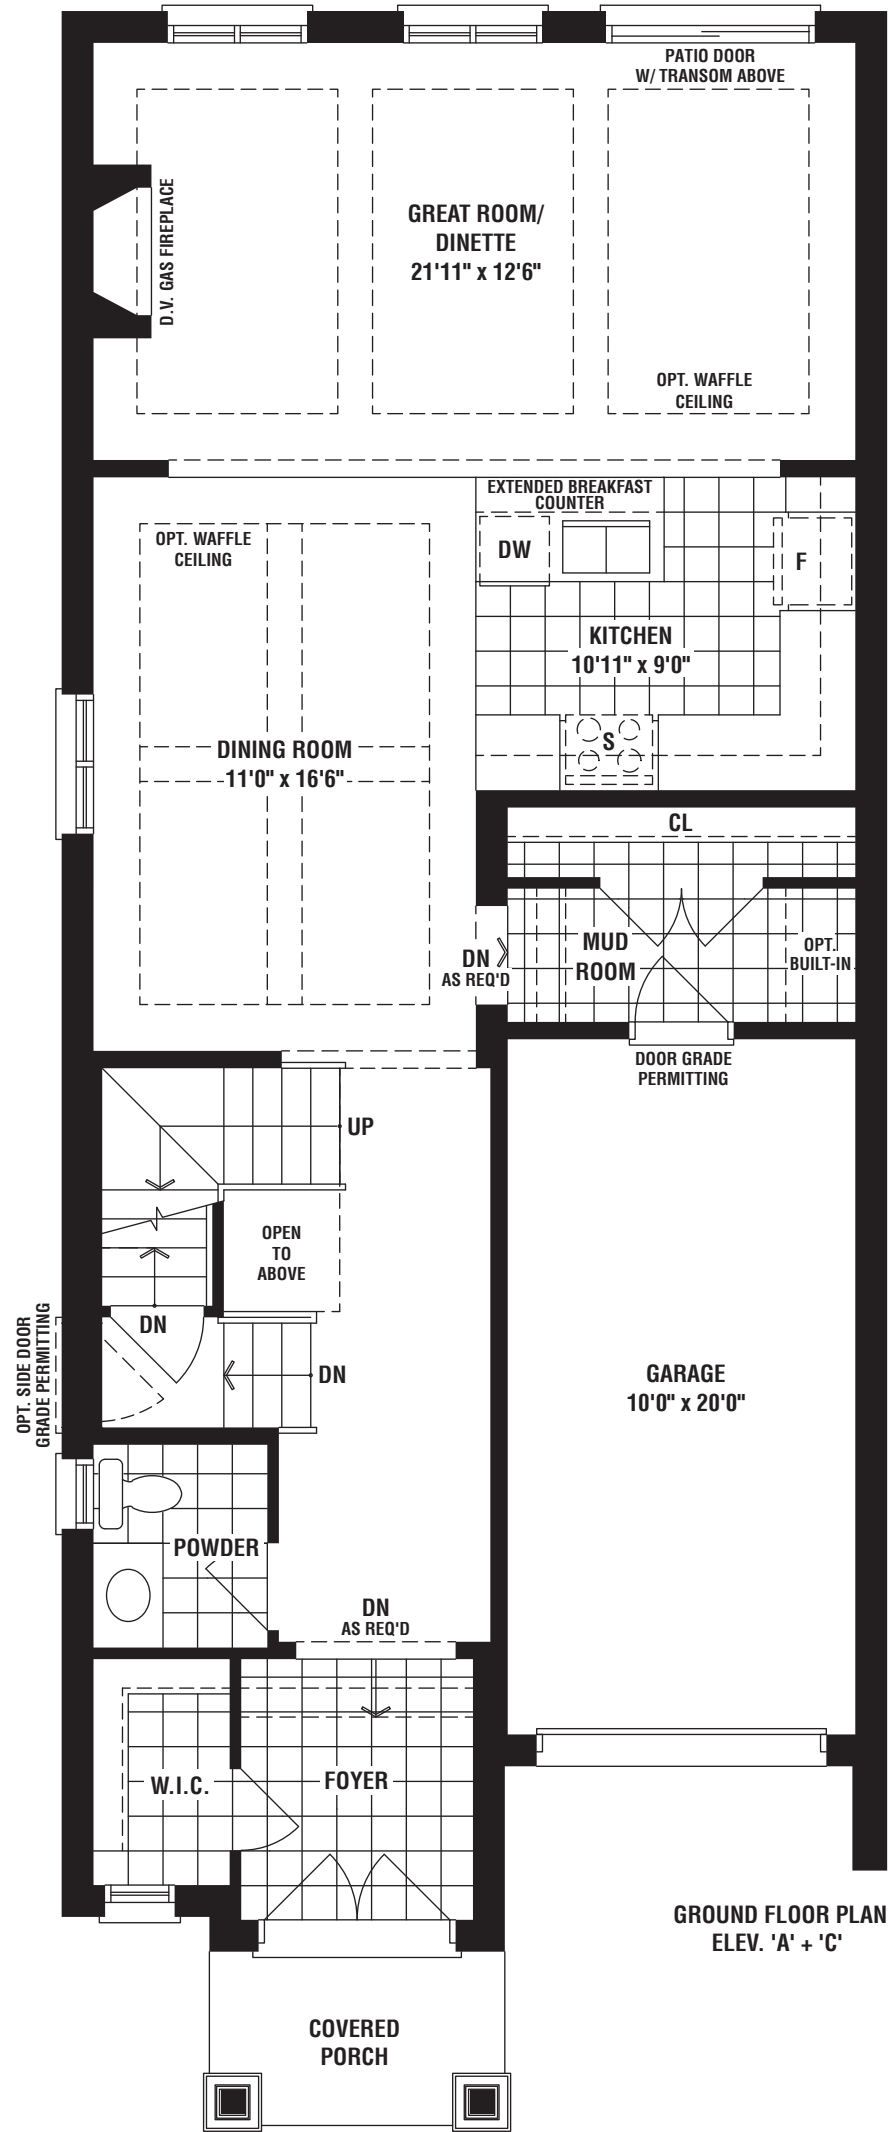 PATIO DOOR
W/ TRANSOM ABOVE
D.V. GAS FIREPLACE
GREAT ROOM/
DINETTE
21'11" x 12'6"
OPT. WAFFLE
CEILING
EXTENDED BREAKFAST
COUNTER
OPT. WAFFLE
CEILING
DW
F
KITCHEN
10'11" x 9'0"
S
DINING ROOM
11'0" x 16'6"
CL
MUD
ROOM
OPT.
BUILT-IN
DN
AS REQ'D
DOOR GRADE
PERMITTING
UP
OPEN
TO
ABOVE
DN
DN
OPT. SIDE DOOR
GRADE PERMITTING
GARAGE
10'0" x 20'0"
POWDER
DN
AS REQ'D
W.I.C.
FOYER
GROUND FLOOR PLAN
ELEV. 'A' + 'C'
COVERED
PORCH